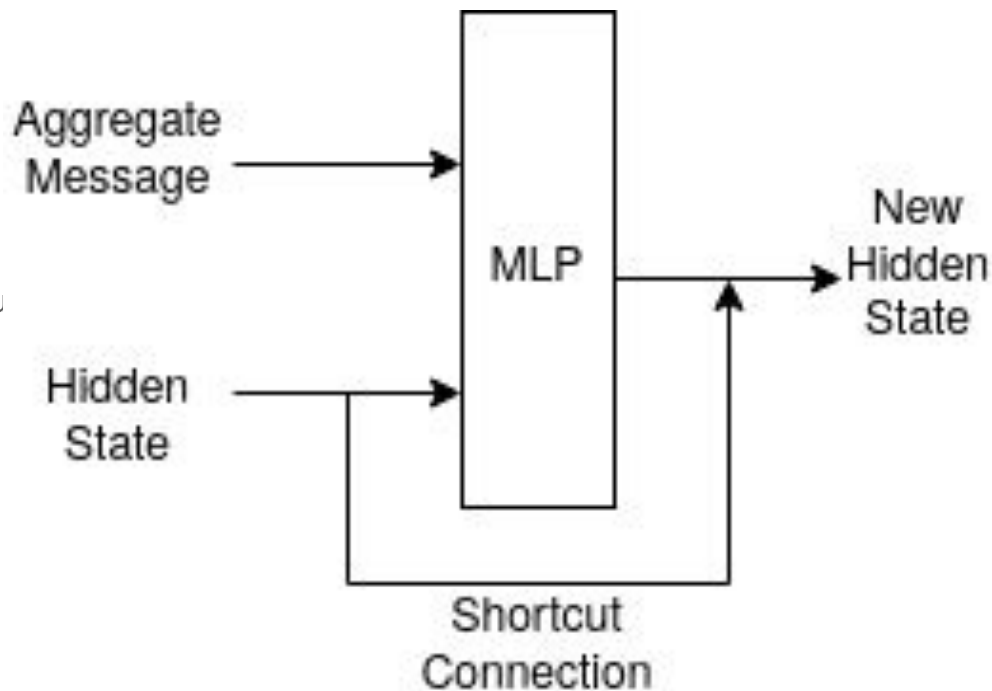 Aggregate
Message
MLP
New
Hidden
State
Hidden
State
Shortcut
Connection